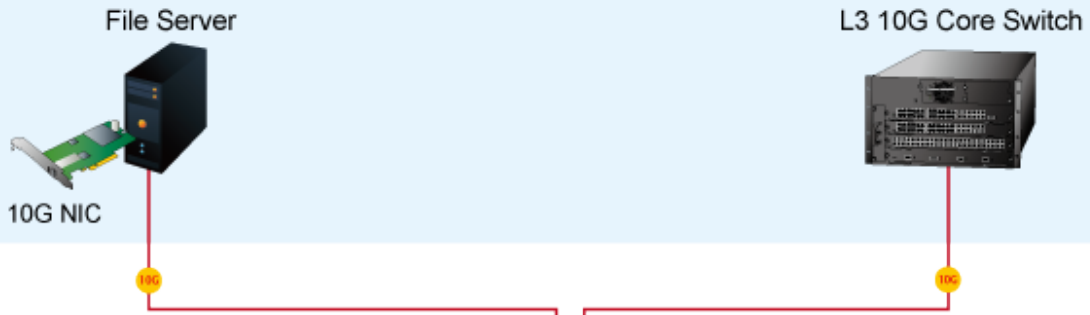 File Server
L3 10G Core Switch
10G NIC
10G
10G